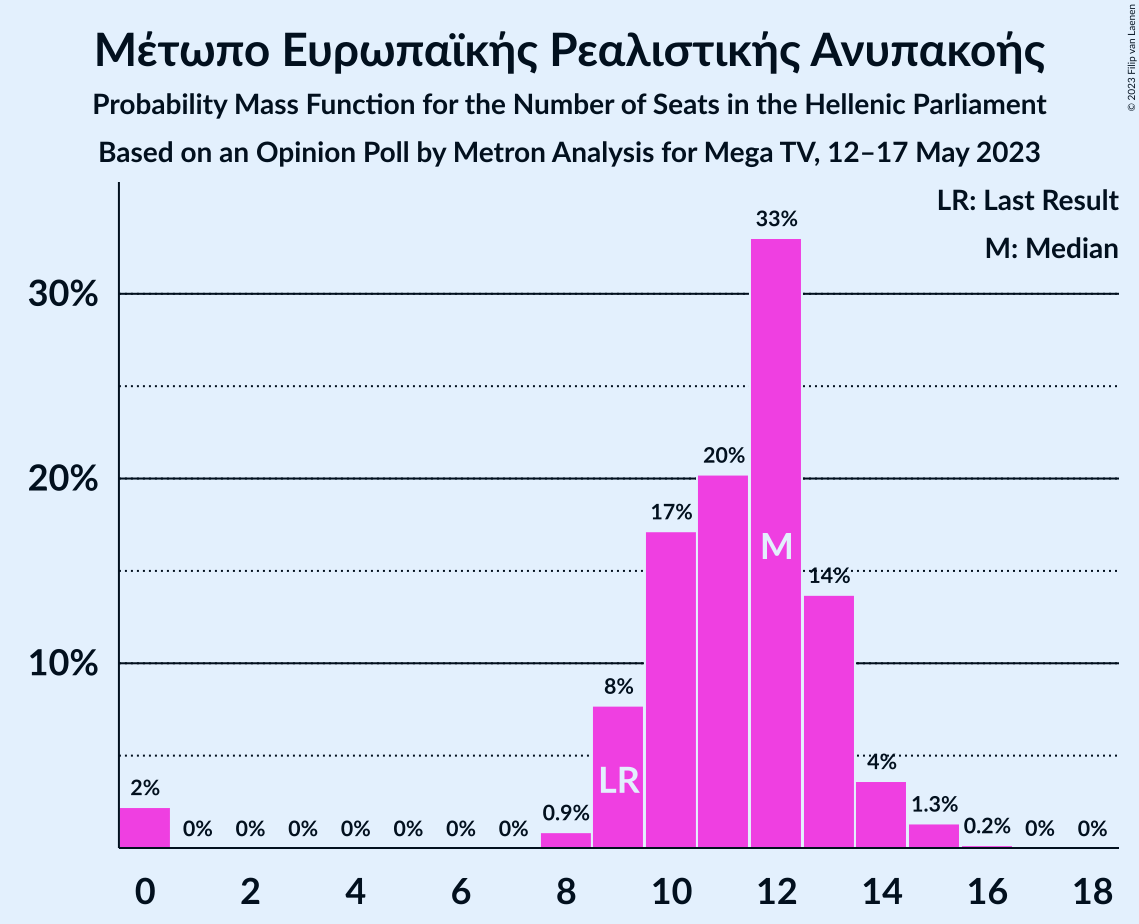 Μέτωπο Ευρωπαϊκής Ρεαλιστικής Ανυπακοής
Probability Mass Function for the Number of Seats in the Hellenic Parliament
Based on an Opinion Poll by Metron Analysis for Mega TV, 12–17 May 2023
© 2023 Filip van Laenen
LR: Last Result
M: Median
30%
20%
10%
2%
0%
0%
0%
0%
0%
0%
0%
0.9%
8%
17%
20%
33%
14%
4%
1.3%
0.2%
0%
0%
LR
M
0 2 4 6 8 10 12 14 16 18